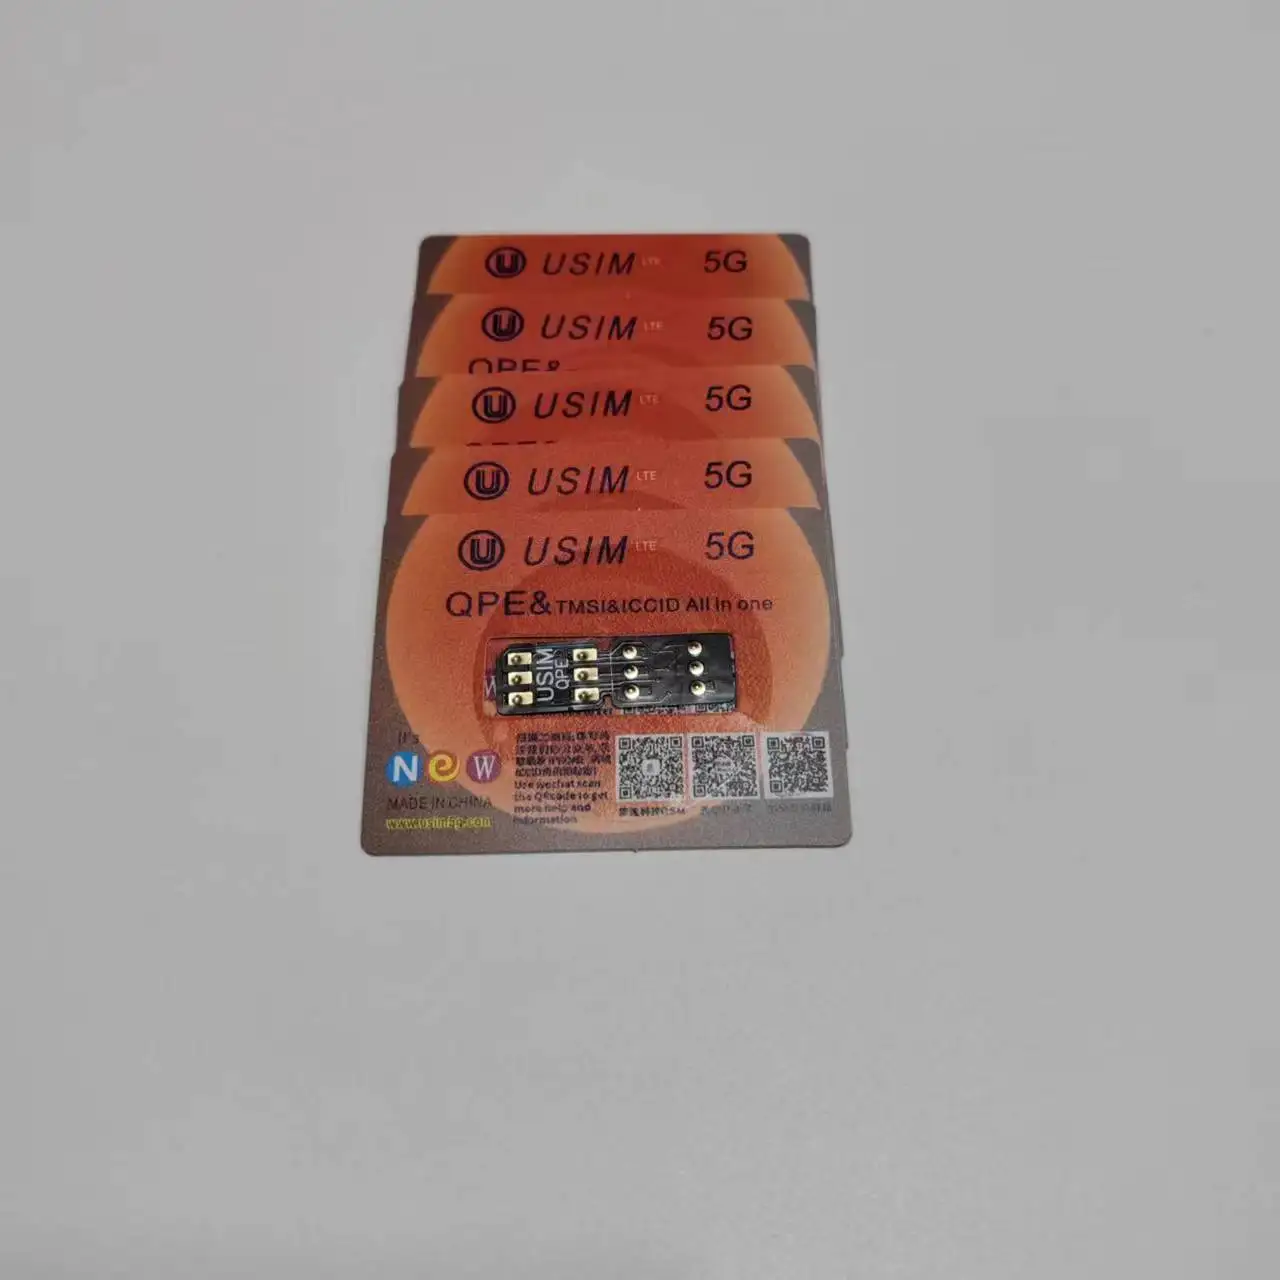 U USIM LTE 5G
U USIM LTE 5G
QPE&
U USIM LTE 5G
U USIM LTE 5G
U USIM LTE 5G
QPE&TMSI&ICCID All in one
USIM
QPE
W
It's
NeW
MADE IN CHINA
www.usim5g.com
Use wechat scan
the QRcode to get
more help and
information